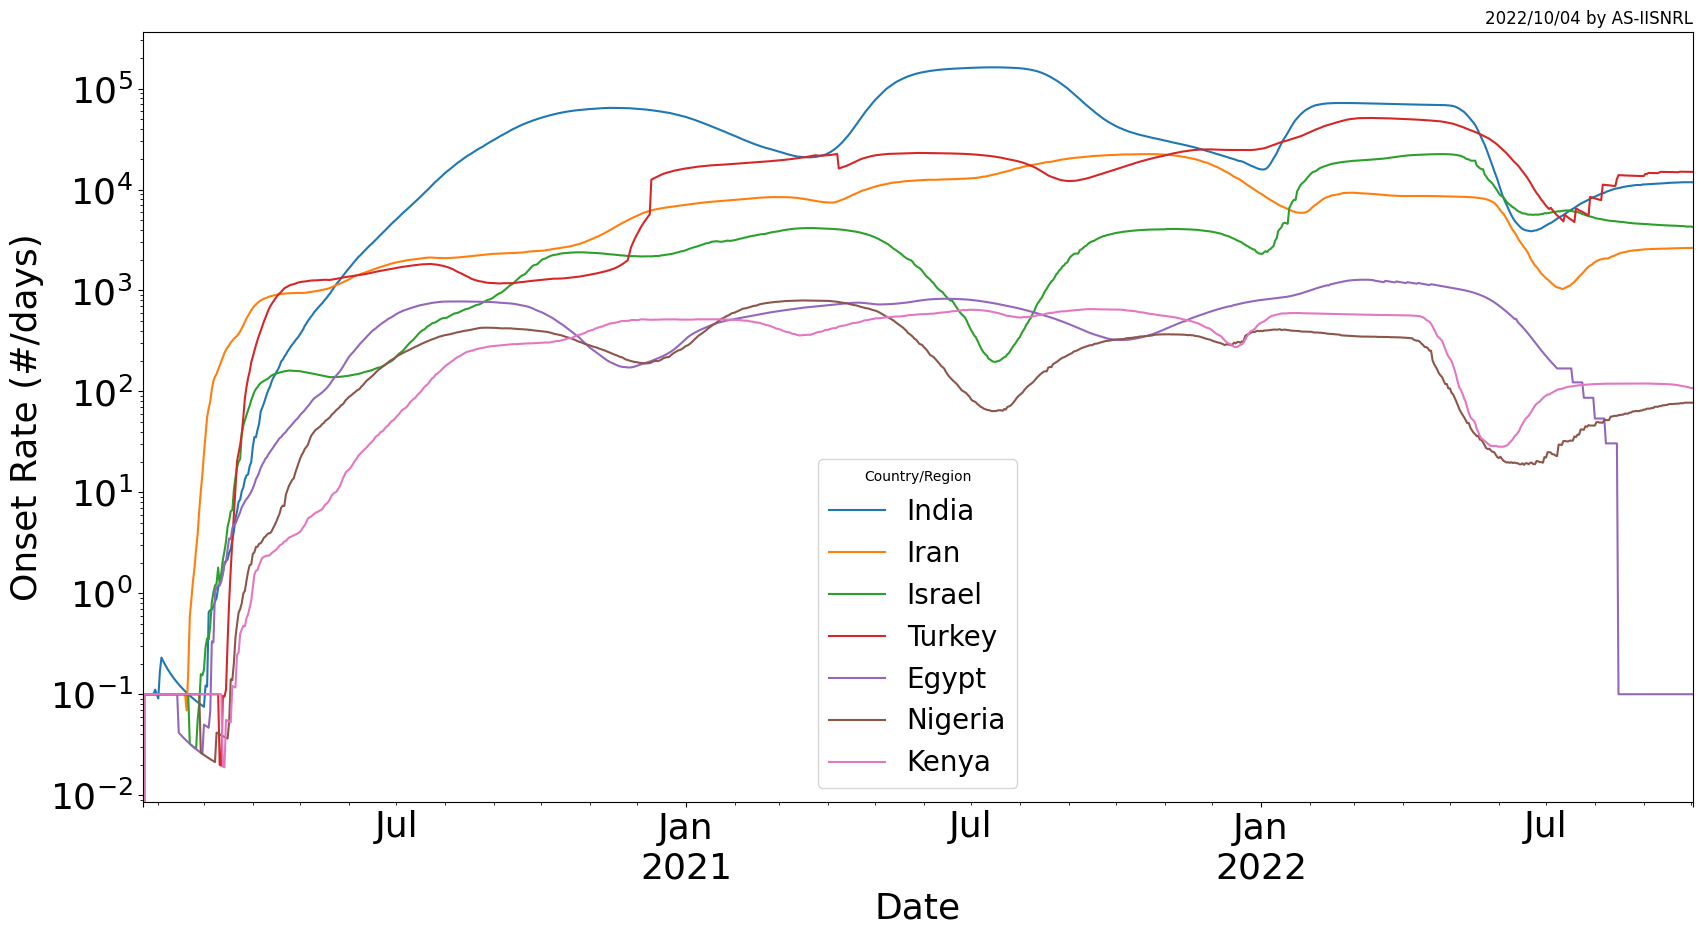 2022/10/04 by AS-IISNRL
Onset Rate (#/days)
10^5
10^4
10^3
10^2
10^1
10^0
10^−1
10^−2
Country/Region
India
Iran
Israel
Turkey
Egypt
Nigeria
Kenya
Jul Jan Jul Jan Jul
2021 2022
Date